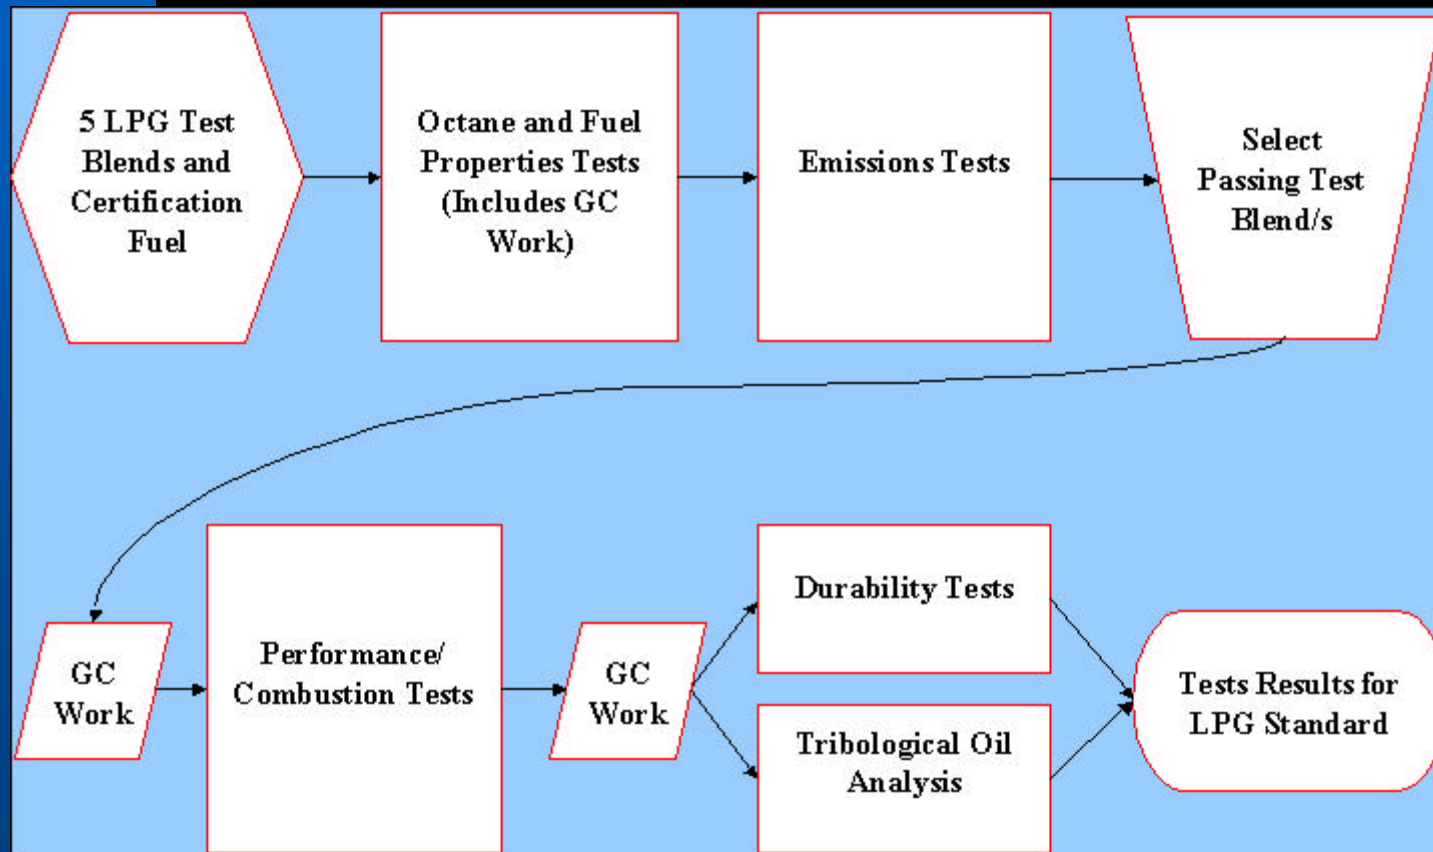 5 LPG Test
Blends and
Certification
Fuel
Octane and Fuel
Properties Tests
(Includes GC
Work)
Emissions Tests
Select
Passing Test
Blend/s
GC
Work
Performance/
Combustion Tests
GC
Work
Durability Tests
Tribological Oil
Analysis
Tests Results for
LPG Standard